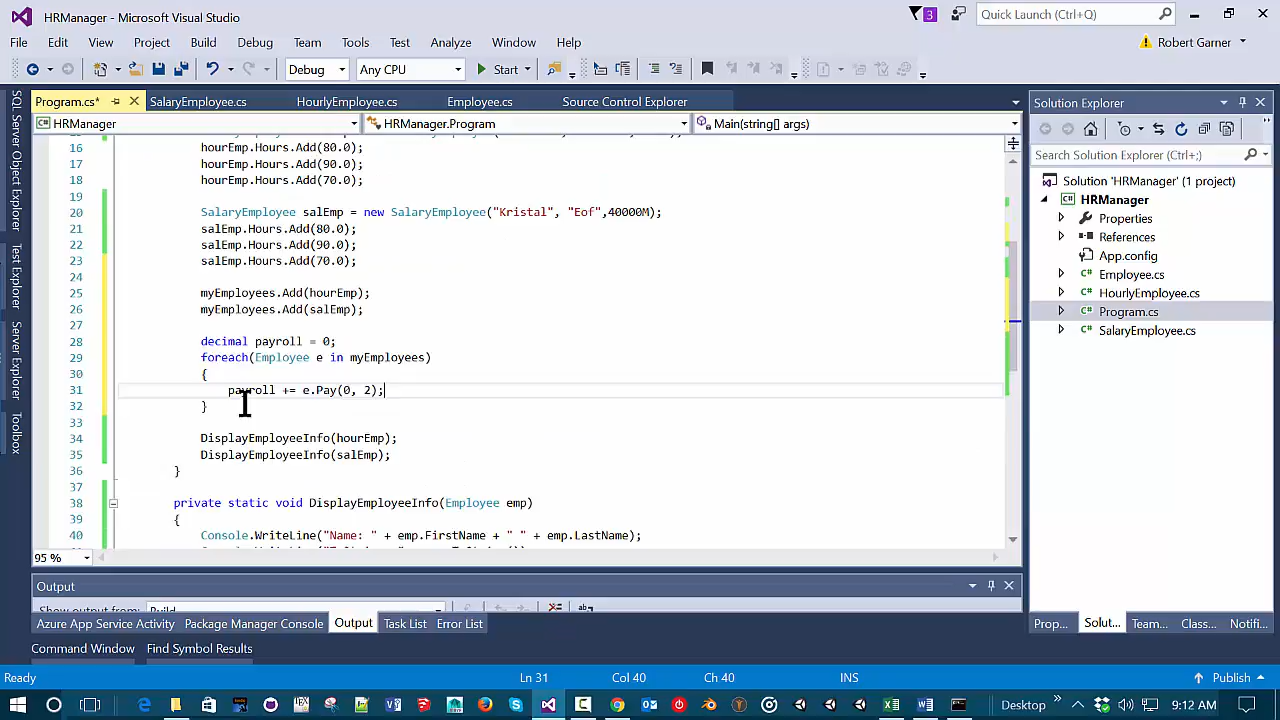 HRManager - Microsoft Visual Studio
3
Quick Launch (Ctrl+Q)
File Edit View Project Build Debug Team Tools Test Analyze Window Help
Robert Garner
Debug Any CPU Start
Program.cs* SalaryEmployee.cs HourlyEmployee.cs Employee.cs Source Control Explorer
HRManager HRManager.Program Main(string[] args)
16 hourEmp.Hours.Add(80.0);
17 hourEmp.Hours.Add(90.0);
18 hourEmp.Hours.Add(70.0);
19
20 SalaryEmployee salEmp = new SalaryEmployee("Kristal", "Eof",40000M);
21 salEmp.Hours.Add(80.0);
22 salEmp.Hours.Add(90.0);
23 salEmp.Hours.Add(70.0);
24
25 myEmployees.Add(hourEmp);
26 myEmployees.Add(salEmp);
27
28 decimal payroll = 0;
29 foreach(Employee e in myEmployees)
30 {
31 payroll += e.Pay(0, 2);
32 }
33
34 DisplayEmployeeInfo(hourEmp);
35 DisplayEmployeeInfo(salEmp);
36 }
37
38 private static void DisplayEmployeeInfo(Employee emp)
39 {
40 Console.WriteLine("Name: " + emp.FirstName + " " + emp.LastName);
95 %
SQL Server Object Explorer
Test Explorer
Server Explorer
Toolbox
Solution Explorer
Search Solution Explorer (Ctrl+;)
Solution 'HRManager' (1 project)
HRManager
Properties
References
App.config
Employee.cs
HourlyEmployee.cs
Program.cs
SalaryEmployee.cs
Output
Show output from: Build
Azure App Service Activity Package Manager Console Output Task List Error List
Prop... Solut... Team... Class... Notifi...
Command Window Find Symbol Results
Ready Ln 31 Col 40 Ch 40 INS Publish
Desktop 9:12 AM